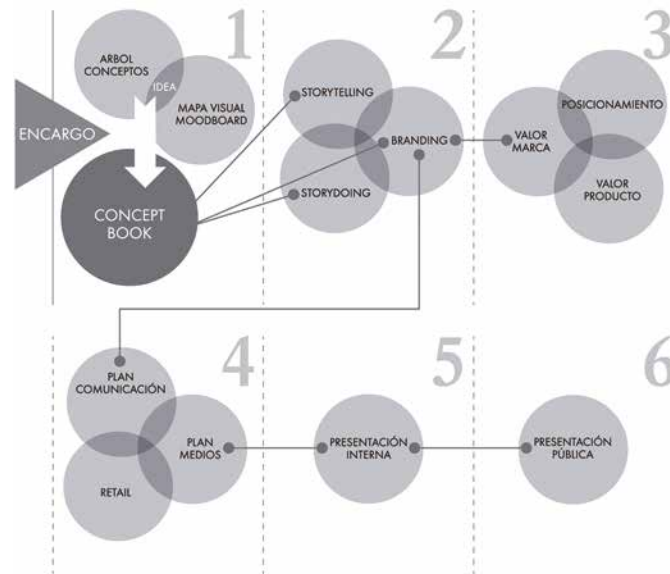 1
ARBOL
CONCEPTOS
IDEA
MAPA VISUAL
MOODBOARD
ENCARGO
CONCEPT
BOOK
2
STORYTELLING
BRANDING
STORYDOING
3
POSICIONAMIENTO
VALOR
MARCA
VALOR
PRODUCTO
4
PLAN
COMUNICACIÓN
PLAN
MEDIOS
RETAIL
5
PRESENTACIÓN
INTERNA
6
PRESENTACIÓN
PÚBLICA